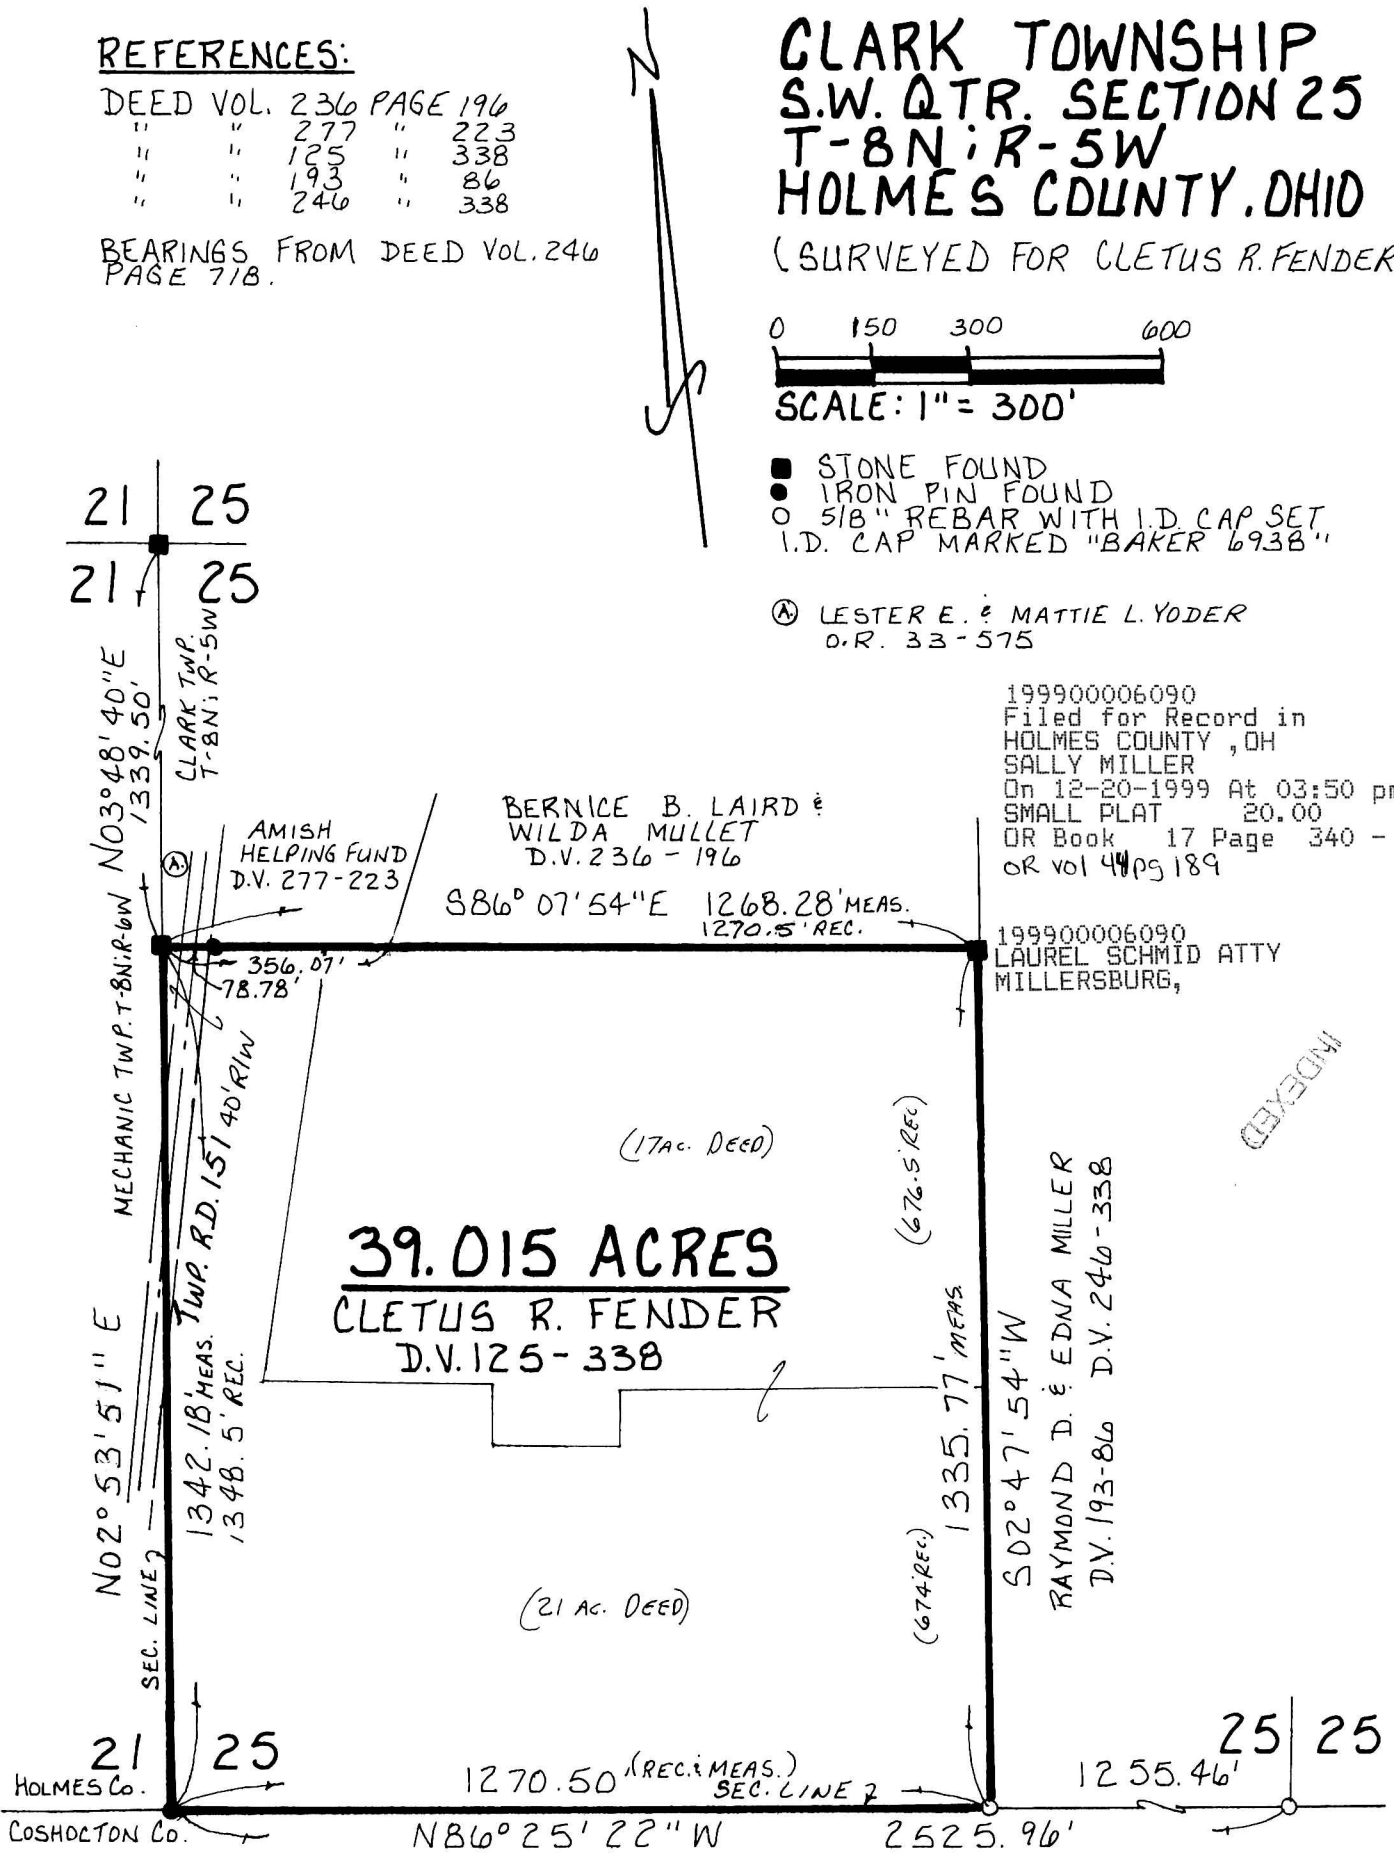 REFERENCES:
DEED VOL. 236 PAGE 196
" " 277 " 223
" " 125 " 338
" " 193 " 86
" " 246 " 338
BEARINGS FROM DEED VOL. 246
PAGE 718.
N
S
CLARK TOWNSHIP
S.W. QTR. SECTION 25
T-8N; R-5W
HOLMES COUNTY, OHIO
(SURVEYED FOR CLETUS R. FENDER
0 150 300 600
SCALE: 1" = 300'
STONE FOUND
IRON PIN FOUND
5/8" REBAR WITH I.D. CAP SET
I.D. CAP MARKED "BAKER 6938"
(A.) LESTER E. & MATTIE L. YODER
O.R. 33-575
199900006090
Filed for Record in
HOLMES COUNTY ,OH
SALLY MILLER
On 12-20-1999 At 03:50 pm
SMALL PLAT 20.00
OR Book 17 Page 340 -
OR Vol 44 pg 189
199900006090
LAUREL SCHMID ATTY
MILLERSBURG,
INDEXED
21 25
21 25
N03°48'40"E
1339.50'
CLARK TWP.
T-8N; R-5W
MECHANIC TWP. T-8N; R-6W
(A.)
AMISH
HELPING FUND
D.V. 277-223
BERNICE B. LAIRD &
WILDA MULLET
D.V. 236-196
S86°07'54"E 1268.28' MEAS.
1270.5' REC.
356.07'
78.78'
TWP. RD. 151 40' R/W
(17 AC. DEED)
(676.5' REC)
39.015 ACRES
CLETUS R. FENDER
D.V. 125-338
N02°53'51"E
1342.18' MEAS.
1348.5' REC.
SEC. LINE
1335.77' MEAS.
S02°47'54"W
RAYMOND D. & EDNA MILLER
D.V. 193-86 D.V. 246-338
(21 AC. DEED)
(674' REC.)
21 25
HOLMES CO.
COSHOCTON CO.
1270.50' (REC. & MEAS.)
SEC. LINE
N86°25'22"W 2525.96'
1255.46'
25 25